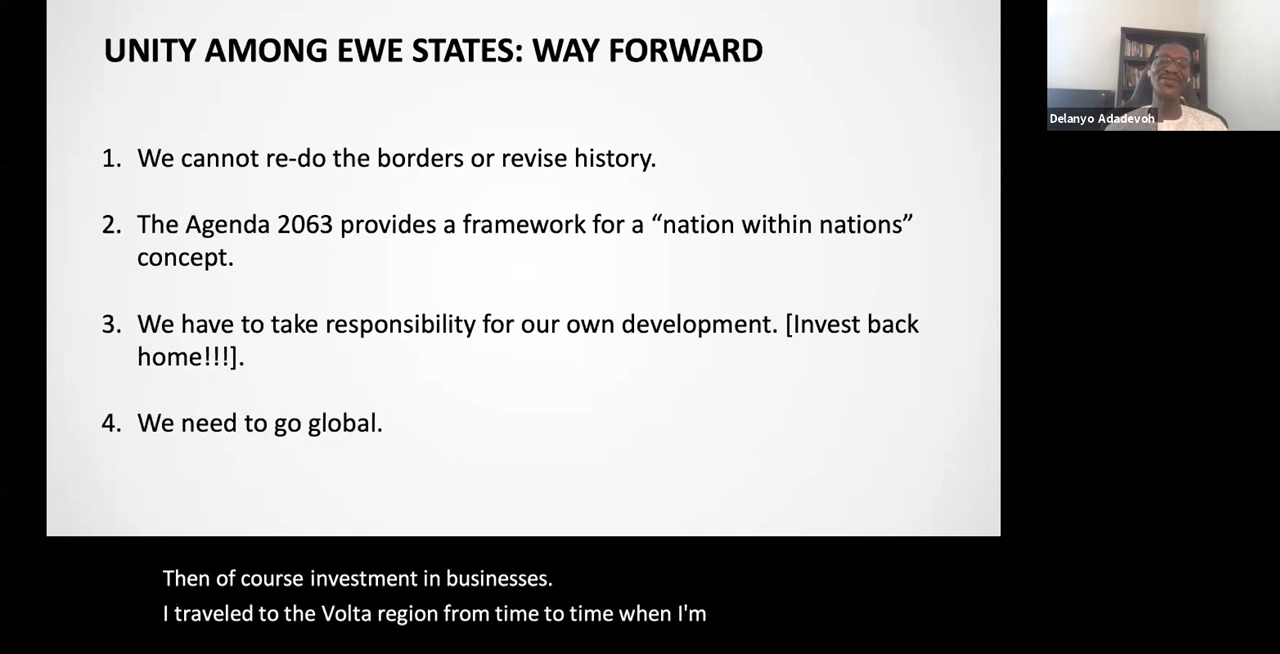 UNITY AMONG EWE STATES: WAY FORWARD
1. We cannot re-do the borders or revise history.
2. The Agenda 2063 provides a framework for a “nation within nations”
concept.
3. We have to take responsibility for our own development. [Invest back
home!!!].
4. We need to go global.
Delanyo Adadevoh
Then of course investment in businesses.
I traveled to the Volta region from time to time when I'm